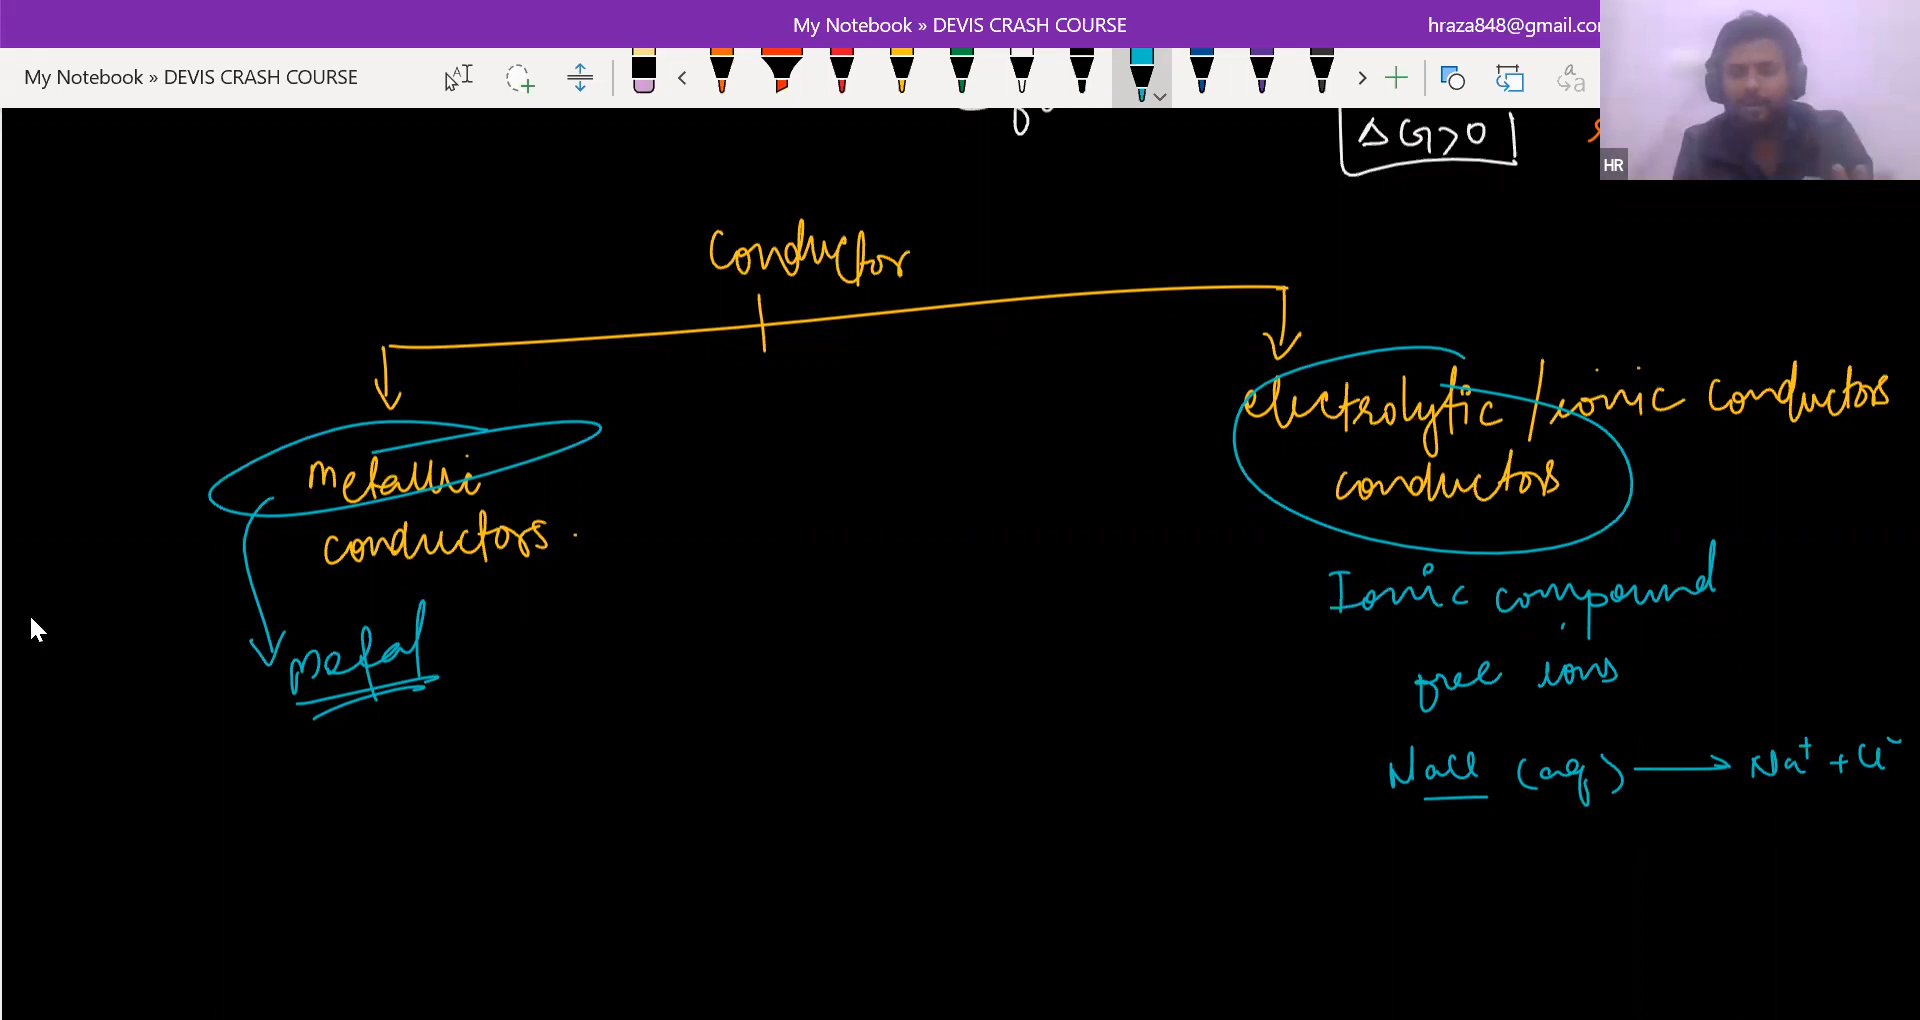 My Notebook » DEVIS CRASH COURSE
hraza848@gmail.co
My Notebook » DEVIS CRASH COURSE
ΔG>0
HR
Conductor
electrolytic / ionic conductors
conductors
Metallic
conductors.
Ionic compound
free ions
metal
NaCl (aq) → Na⁺ + Cl⁻